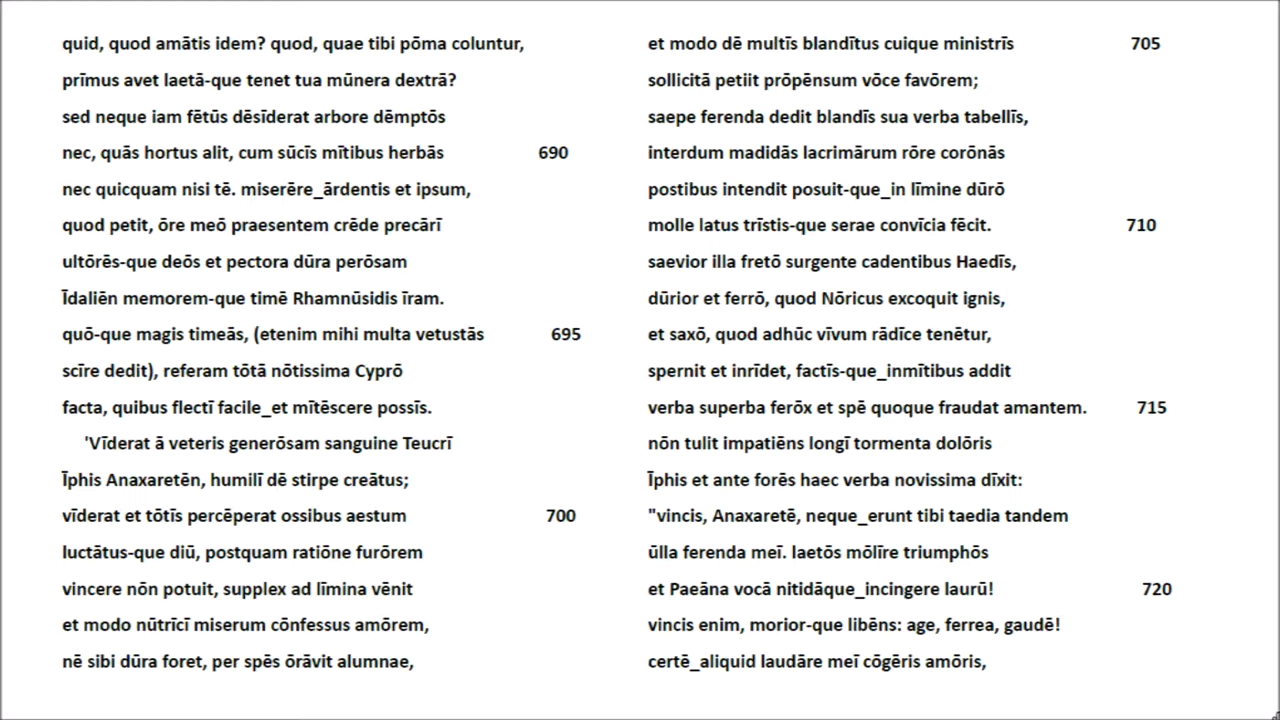 quid, quod amātis idem? quod, quae tibi pōma coluntur,
prīmus avet laetā-que tenet tua mūnera dextrā?
sed neque iam fētūs dēsīderat arbore dēmptōs
nec, quās hortus alit, cum sūcīs mītibus herbās 690
nec quicquam nisi tē. miserēre_ārdentis et ipsum,
quod petit, ōre meō praesentem crēde precārī
ultōrēs-que deōs et pectora dūra perōsam
Īdaliēn memorem-que timē Rhamnūsidis īram.
quō-que magis timeās, (etenim mihi multa vetustās 695
scīre dedit), referam tōtā nōtissima Cyprō
facta, quibus flectī facile_et mītēscere possīs.
'Vīderat ā veteris generōsam sanguine Teucrī
Īphis Anaxaretēn, humilī dē stirpe creātus;
vīderat et tōtīs percēperat ossibus aestum 700
luctātus-que diū, postquam ratiōne furōrem
vincere nōn potuit, supplex ad līmina vēnit
et modo nūtrīcī miserum cōnfessus amōrem,
nē sibi dūra foret, per spēs ōrāvit alumnae,
et modo dē multīs blandītus cuique ministrīs 705
sollicitā petiit prōpēnsum vōce favōrem;
saepe ferenda dedit blandīs sua verba tabellīs,
interdum madidās lacrimārum rōre corōnās
postibus intendit posuit-que_in līmine dūrō
molle latus trīstis-que serae convīcia fēcit. 710
saevior illa fretō surgente cadentibus Haedīs,
dūrior et ferrō, quod Nōricus excoquit ignis,
et saxō, quod adhūc vīvum rādīce tenētur,
spernit et inrīdet, factīs-que_inmītibus addit
verba superba ferōx et spē quoque fraudat amantem. 715
nōn tulit impatiēns longī tormenta dolōris
Īphis et ante forēs haec verba novissima dīxit:
"vincis, Anaxaretē, neque_erunt tibi taedia tandem
ūlla ferenda meī. laetōs mōlīre triumphōs
et Paeāna vocā nitidāque_incingere laurū! 720
vincis enim, morior-que libēns: age, ferrea, gaudē!
certē_aliquid laudāre meī cōgēris amōris,